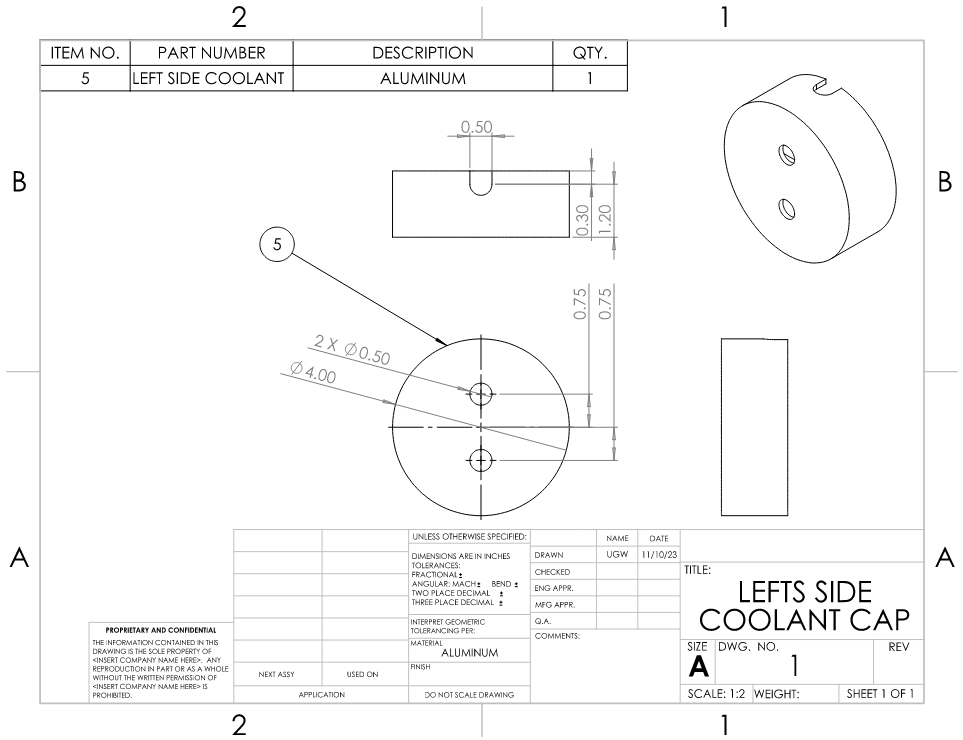 2 1
ITEM NO. PART NUMBER DESCRIPTION QTY.
5 LEFT SIDE COOLANT ALUMINUM 1
0.50
B B
0.30
1.20
5
0.75
0.75
2 X Ø0.50
Ø4.00
A A
UNLESS OTHERWISE SPECIFIED:
DIMENSIONS ARE IN INCHES
TOLERANCES:
FRACTIONAL±
ANGULAR: MACH± BEND ±
TWO PLACE DECIMAL ±
THREE PLACE DECIMAL ±
INTERPRET GEOMETRIC
TOLERANCING PER:
MATERIAL
ALUMINUM
FINISH
DO NOT SCALE DRAWING
NAME DATE
DRAWN UGW 11/10/23
CHECKED
ENG APPR.
MFG APPR.
Q.A.
COMMENTS:
TITLE:
LEFTS SIDE
COOLANT CAP
SIZE DWG. NO. REV
A 1
SCALE: 1:2 WEIGHT: SHEET 1 OF 1
PROPRIETARY AND CONFIDENTIAL
THE INFORMATION CONTAINED IN THIS
DRAWING IS THE SOLE PROPERTY OF
<INSERT COMPANY NAME HERE>. ANY
REPRODUCTION IN PART OR AS A WHOLE
WITHOUT THE WRITTEN PERMISSION OF
<INSERT COMPANY NAME HERE> IS
PROHIBITED.
NEXT ASSY USED ON
APPLICATION
2 1